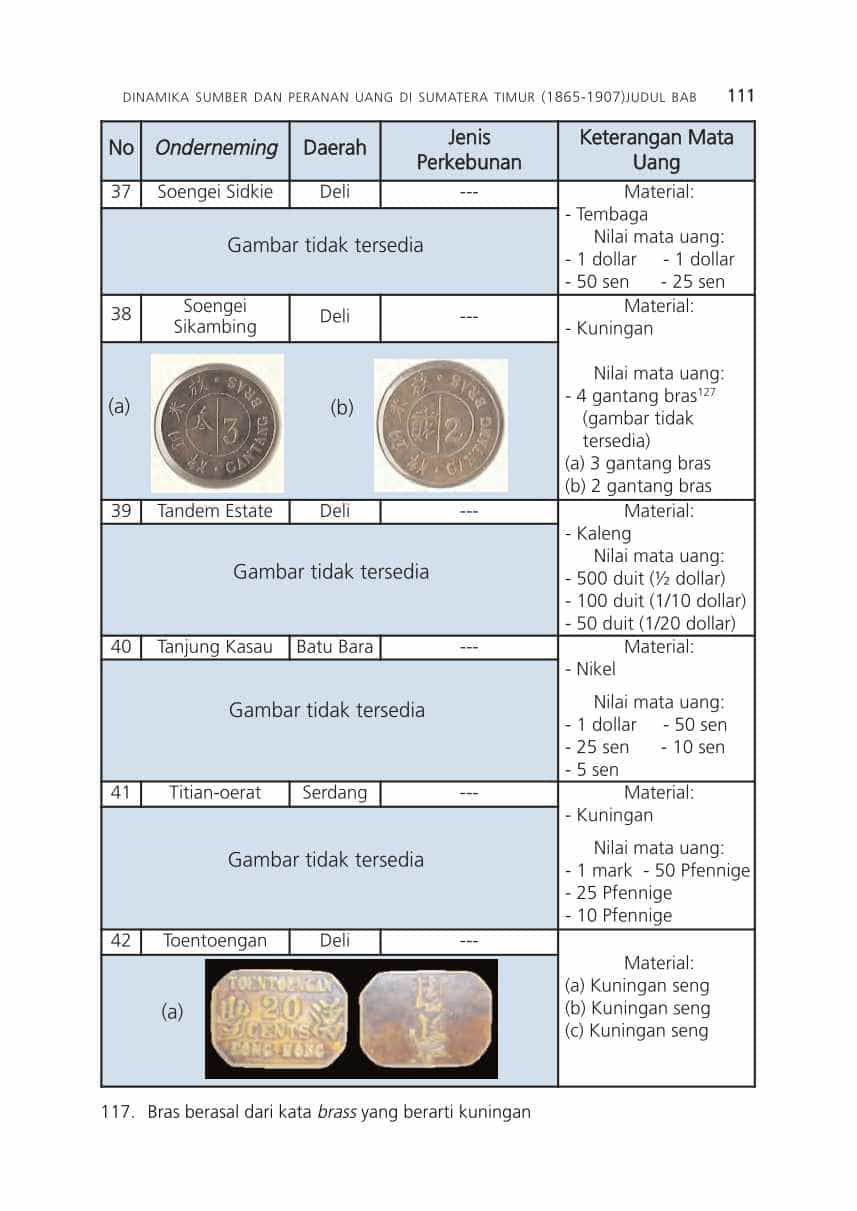 DINAMIKA SUMBER DAN PERANAN UANG DI SUMATERA TIMUR (1865-1907)JUDUL BAB 111
No Onderneming Daerah Jenis Perkebunan Keterangan Mata Uang
37 Soengei Sidkie Deli ---
Gambar tidak tersedia
Material:
- Tembaga
Nilai mata uang:
- 1 dollar - 1 dollar
- 50 sen - 25 sen
38 Soengei Sikambing Deli ---
(a)
BRAS
3
GANTANG
(b)
BRAS
2
GANTANG
Material:
- Kuningan
Nilai mata uang:
- 4 gantang bras127
(gambar tidak
tersedia)
(a) 3 gantang bras
(b) 2 gantang bras
39 Tandem Estate Deli ---
Gambar tidak tersedia
Material:
- Kaleng
Nilai mata uang:
- 500 duit (½ dollar)
- 100 duit (1/10 dollar)
- 50 duit (1/20 dollar)
40 Tanjung Kasau Batu Bara ---
Gambar tidak tersedia
Material:
- Nikel
Nilai mata uang:
- 1 dollar - 50 sen
- 25 sen - 10 sen
- 5 sen
41 Titian-oerat Serdang ---
Gambar tidak tersedia
Material:
- Kuningan
Nilai mata uang:
- 1 mark - 50 Pfennige
- 25 Pfennige
- 10 Pfennige
42 Toentoengan Deli ---
(a)
TOENTOENGAN
20
CENTS
Material:
(a) Kuningan seng
(b) Kuningan seng
(c) Kuningan seng
117. Bras berasal dari kata brass yang berarti kuningan